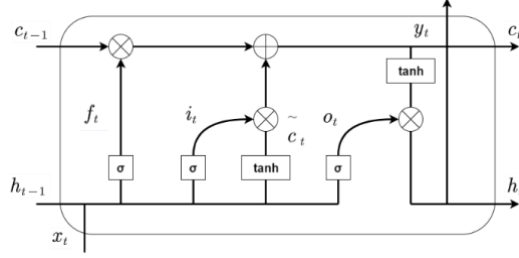 c_{t-1} y_t c_t
tanh
f_t i_t ~c_t o_t
σ σ tanh σ
h_{t-1} h
x_t